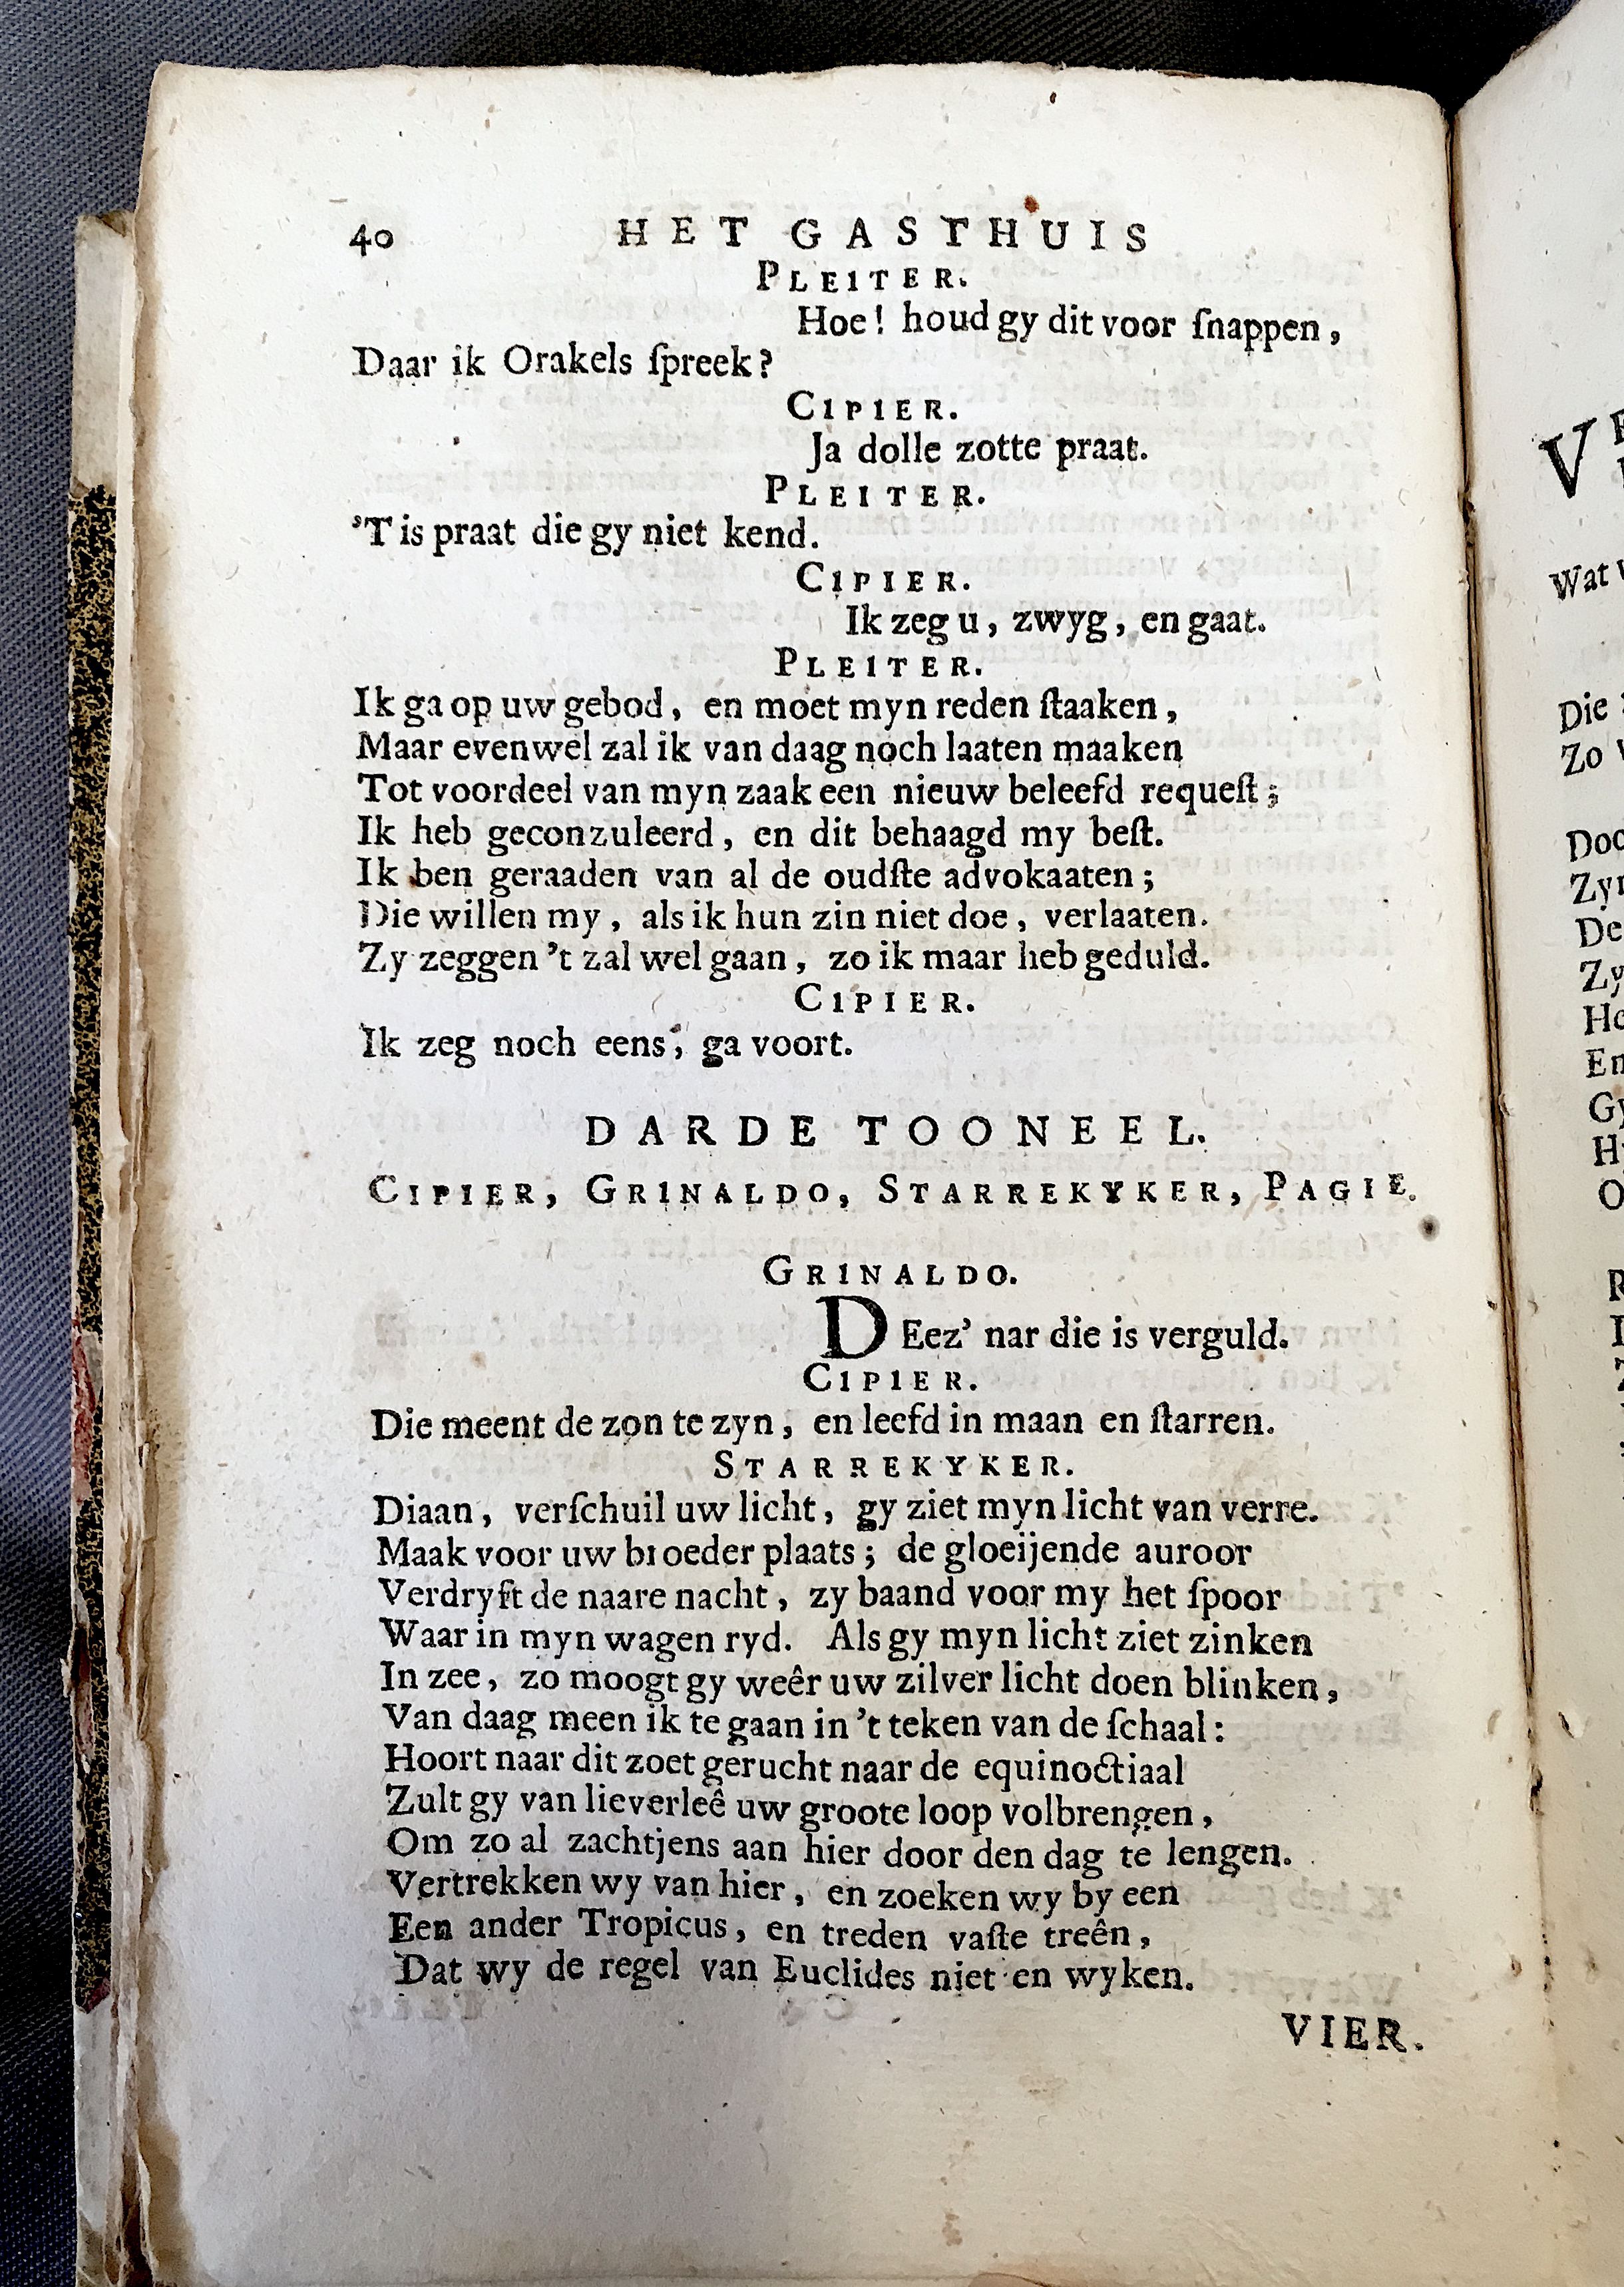 40 HET GASTHUIS
PLEITER.
Hoe! houd gy dit voor ſnappen,
Daar ik Orakels ſpreek?
CIPIER.
Ja dolle zotte praat.
PLEITER.
'T is praat die gy niet kend.
CIPIER.
Ik zeg u, zwyg, en gaat.
PLEITER.
Ik ga op uw gebod, en moet myn reden ſtaaken,
Maar evenwel zal ik van daag noch laaten maaken
Tot voordeel van myn zaak een nieuw beleefd requeſt;
Ik heb geconzuleerd, en dit behaagd my beſt.
Ik ben geraaden van al de oudſte advokaaten;
Die willen my, als ik hun zin niet doe, verlaaten.
Zy zeggen 't zal wel gaan, zo ik maar heb geduld.
CIPIER.
Ik zeg noch eens, ga voort.
DARDE TOONEEL.
CIPIER, GRINALDO, STARREKYKER, PAGIE.
GRINALDO.
DEez' nar die is verguld.
CIPIER.
Die meent de zon te zyn, en leefd in maan en ſtarren.
STARREKYKER.
Diaan, verſchuil uw licht, gy ziet myn licht van verre.
Maak voor uw broeder plaats; de gloeijende auroor
Verdryft de naare nacht, zy baand voor my het ſpoor
Waar in myn wagen ryd. Als gy myn licht ziet zinken
In zee, zo moogt gy weêr uw zilver licht doen blinken,
Van daag meen ik te gaan in 't teken van de ſchaal:
Hoort naar dit zoet gerucht naar de equinoctiaal
Zult gy van lieverleê uw groote loop volbrengen,
Om zo al zachtjens aan hier door den dag te lengen.
Vertrekken wy van hier, en zoeken wy by een
Een ander Tropicus, en treden vaſte treên,
Dat wy de regel van Euclides niet en wyken.
VIER.
Wat
Die
Zo
De
Zy
En
Gy